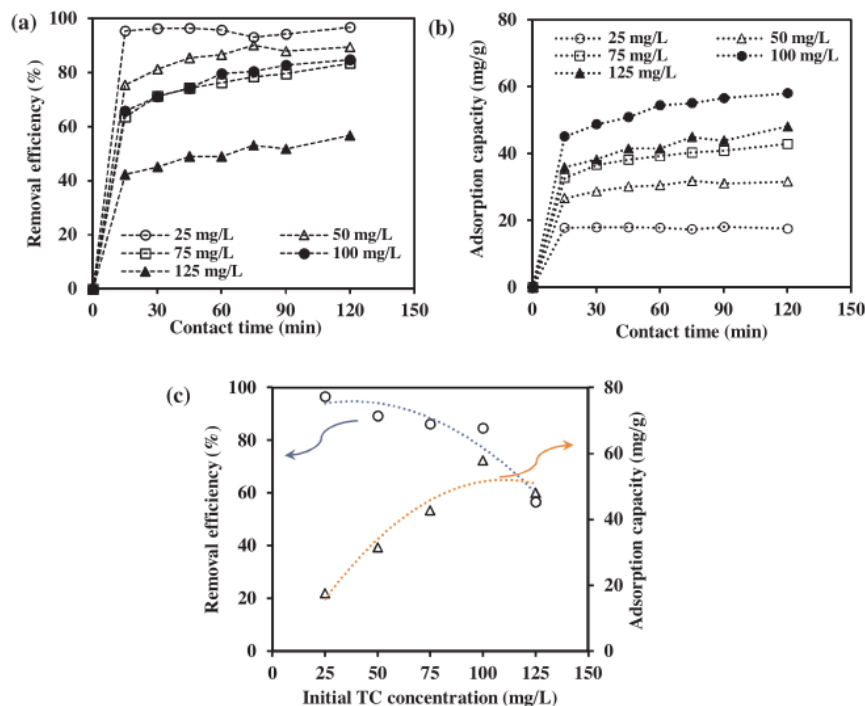 (a)
Removal efficiency (%)
100
80
60
40
20
0
25 mg/L 50 mg/L
75 mg/L 100 mg/L
125 mg/L
0 30 60 90 120 150
Contact time (min)
(b)
Adsorption capacity (mg/g)
80
60
40
20
0
25 mg/L 50 mg/L
75 mg/L 100 mg/L
125 mg/L
0 30 60 90 120 150
Contact time (min)
(c)
Removal efficiency (%)
100
80
60
40
20
0
80
60
40
20
0
Adsorption capacity (mg/g)
0 25 50 75 100 125 150
Initial TC concentration (mg/L)